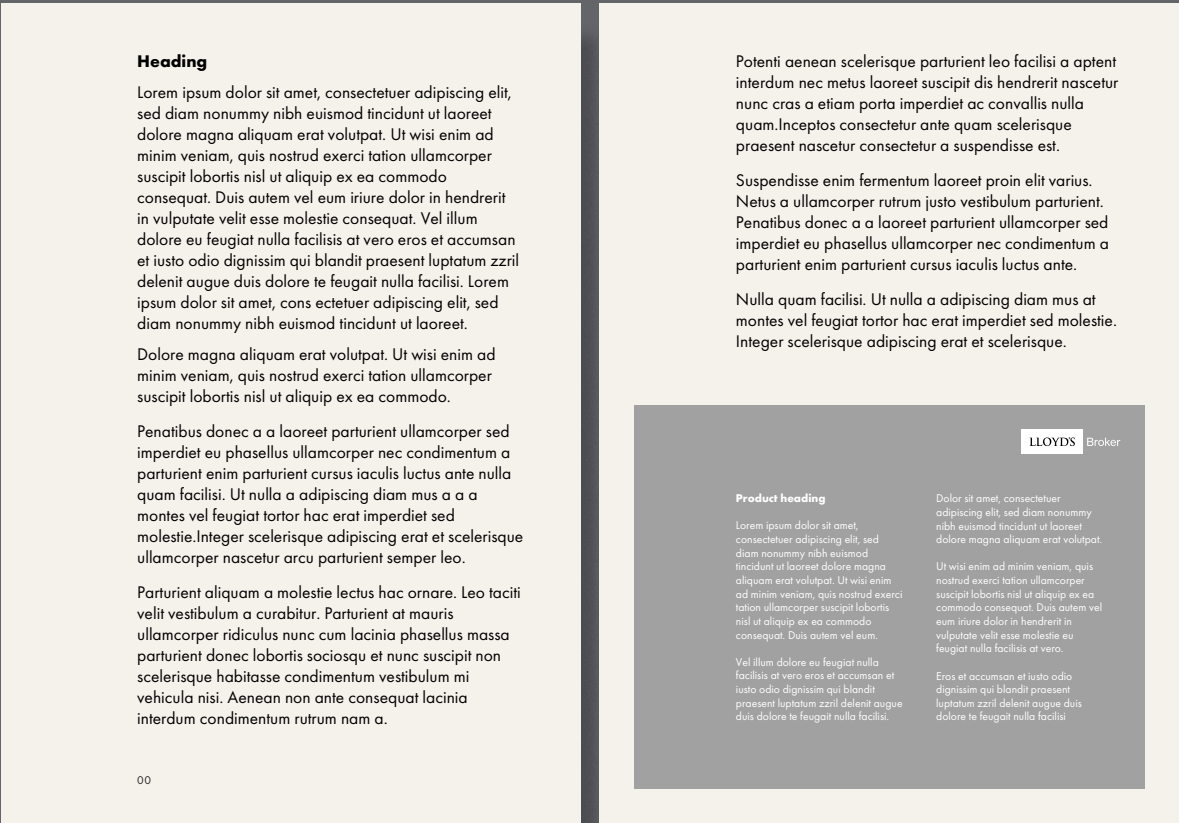 Heading
Lorem ipsum dolor sit amet, consectetuer adipiscing elit,
sed diam nonummy nibh euismod tincidunt ut laoreet
dolore magna aliquam erat volutpat. Ut wisi enim ad
minim veniam, quis nostrud exerci tation ullamcorper
suscipit lobortis nisl ut aliquip ex ea commodo
consequat. Duis autem vel eum iriure dolor in hendrerit
in vulputate velit esse molestie consequat. Vel illum
dolore eu feugiat nulla facilisis at vero eros et accumsan
et iusto odio dignissim qui blandit praesent luptatum zzril
delenit augue duis dolore te feugait nulla facilisi. Lorem
ipsum dolor sit amet, cons ectetuer adipiscing elit, sed
diam nonummy nibh euismod tincidunt ut laoreet.
Dolore magna aliquam erat volutpat. Ut wisi enim ad
minim veniam, quis nostrud exerci tation ullamcorper
suscipit lobortis nisl ut aliquip ex ea commodo.
Penatibus donec a a laoreet parturient ullamcorper sed
imperdiet eu phasellus ullamcorper nec condimentum a
parturient enim parturient cursus iaculis luctus ante nulla
quam facilisi. Ut nulla a adipiscing diam mus a a a
montes vel feugiat tortor hac erat imperdiet sed
molestie.Integer scelerisque adipiscing erat et scelerisque
ullamcorper nascetur arcu parturient semper leo.
Parturient aliquam a molestie lectus hac ornare. Leo taciti
velit vestibulum a curabitur. Parturient at mauris
ullamcorper ridiculus nunc cum lacinia phasellus massa
parturient donec lobortis sociosqu et nunc suscipit non
scelerisque habitasse condimentum vestibulum mi
vehicula nisi. Aenean non ante consequat lacinia
interdum condimentum rutrum nam a.
00
Potenti aenean scelerisque parturient leo facilisi a aptent
interdum nec metus laoreet suscipit dis hendrerit nascetur
nunc cras a etiam porta imperdiet ac convallis nulla
quam.Inceptos consectetur ante quam scelerisque
praesent nascetur consectetur a suspendisse est.
Suspendisse enim fermentum laoreet proin elit varius.
Netus a ullamcorper rutrum justo vestibulum parturient.
Penatibus donec a a laoreet parturient ullamcorper sed
imperdiet eu phasellus ullamcorper nec condimentum a
parturient enim parturient cursus iaculis luctus ante.
Nulla quam facilisi. Ut nulla a adipiscing diam mus at
montes vel feugiat tortor hac erat imperdiet sed molestie.
Integer scelerisque adipiscing erat et scelerisque.
LLOYD'S Broker
Product heading
Lorem ipsum dolor sit amet,
consectetuer adipiscing elit, sed
diam nonummy nibh euismod
tincidunt ut laoreet dolore magna
aliquam erat volutpat. Ut wisi enim
ad minim veniam, quis nostrud exerci
tation ullamcorper suscipit lobortis
nisl ut aliquip ex ea commodo
consequat. Duis autem vel eum.
Vel illum dolore eu feugiat nulla
facilisis at vero eros et accumsan et
iusto odio dignissim qui blandit
praesent luptatum zzril delenit augue
duis dolore te feugait nulla facilisi.
Dolor sit amet, consectetuer
adipiscing elit, sed diam nonummy
nibh euismod tincidunt ut laoreet
dolore magna aliquam erat volutpat.
Ut wisi enim ad minim veniam, quis
nostrud exerci tation ullamcorper
suscipit lobortis nisl ut aliquip ex ea
commodo consequat. Duis autem vel
eum iriure dolor in hendrerit in
vulputate velit esse molestie eu
feugiat nulla facilisis at vero.
Eros et accumsan et iusto odio
dignissim qui blandit praesent
luptatum zzril delenit augue duis
dolore te feugait nulla facilisi